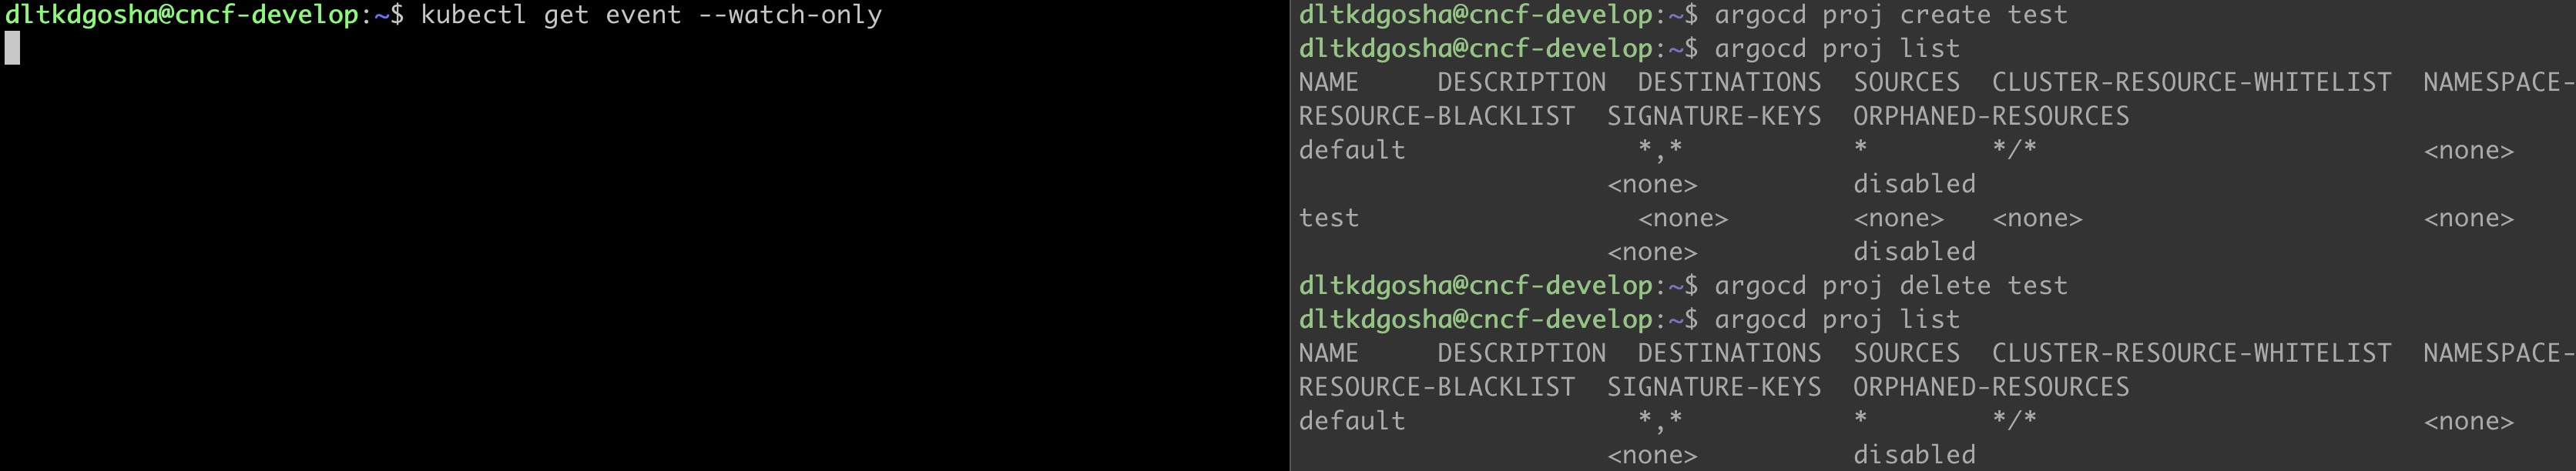 dltkdgosha@cncf-develop:~$ kubectl get event --watch-only
dltkdgosha@cncf-develop:~$ argocd proj create test
dltkdgosha@cncf-develop:~$ argocd proj list
NAME     DESCRIPTION  DESTINATIONS  SOURCES  CLUSTER-RESOURCE-WHITELIST  NAMESPACE-
RESOURCE-BLACKLIST  SIGNATURE-KEYS  ORPHANED-RESOURCES
default               *,*           *        */*                         <none>
                    <none>          disabled
test                  <none>        <none>   <none>                      <none>
                    <none>          disabled
dltkdgosha@cncf-develop:~$ argocd proj delete test
dltkdgosha@cncf-develop:~$ argocd proj list
NAME     DESCRIPTION  DESTINATIONS  SOURCES  CLUSTER-RESOURCE-WHITELIST  NAMESPACE-
RESOURCE-BLACKLIST  SIGNATURE-KEYS  ORPHANED-RESOURCES
default               *,*           *        */*                         <none>
                    <none>          disabled